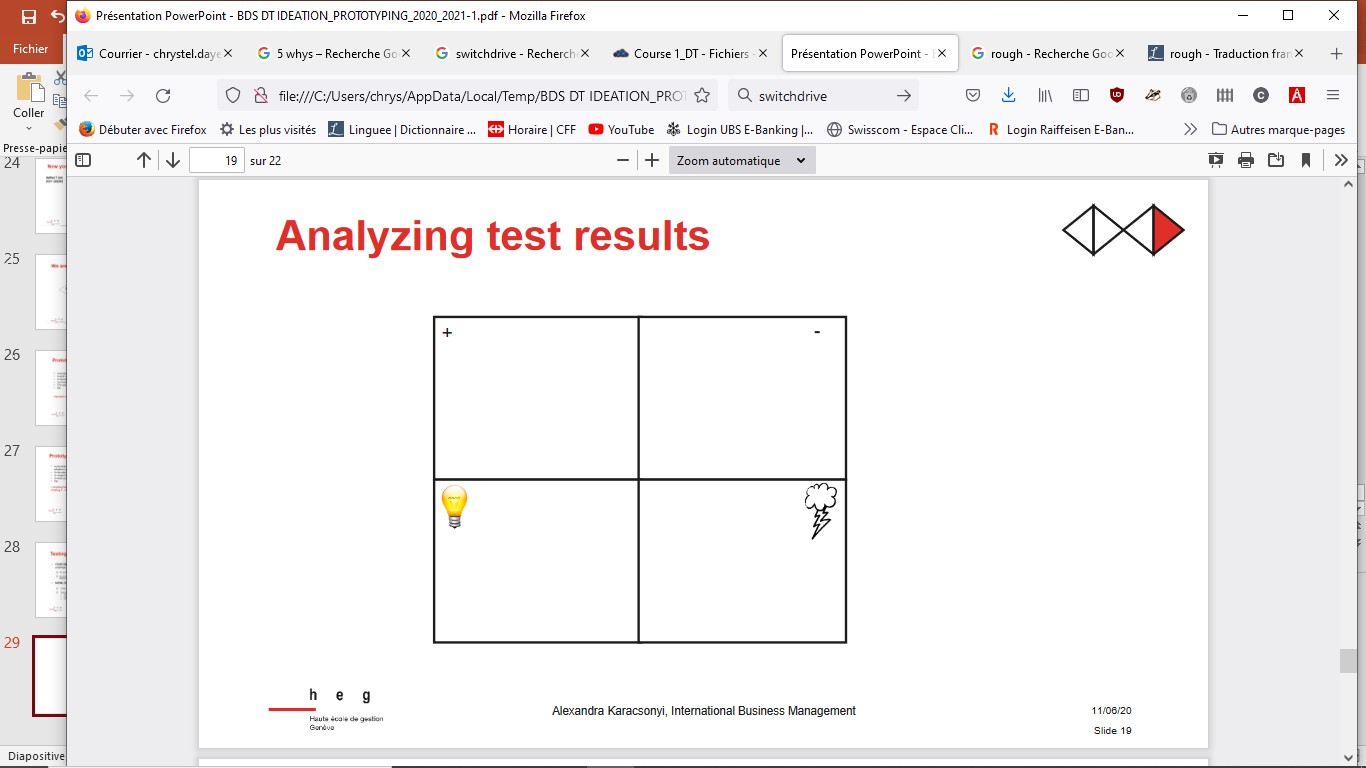 Présentation PowerPoint - BDS DT IDEATION_PROTOTYPING_2020_2021-1.pdf - Mozilla Firefox
Fichier
Courrier - chrystel.daye
5 whys – Recherche Go
switchdrive - Recherche
Course 1_DT - Fichiers -
Présentation PowerPoint -
rough - Recherche Goo
rough - Traduction fran
file:///C:/Users/chrys/AppData/Local/Temp/BDS DT IDEATION_PROT
switchdrive
Coller
Débuter avec Firefox
Les plus visités
Linguee | Dictionnaire ...
Horaire | CFF
YouTube
Login UBS E-Banking |...
Swisscom - Espace Cli...
Login Raiffeisen E-Ban...
Autres marque-pages
Presse-papie
19 sur 22
Zoom automatique
24
25
26
27
28
29
Analyzing test results
+
-
h e g
Haute école de gestion
Genève
Alexandra Karacsonyi, International Business Management
11/06/20
Slide 19
Diapositive